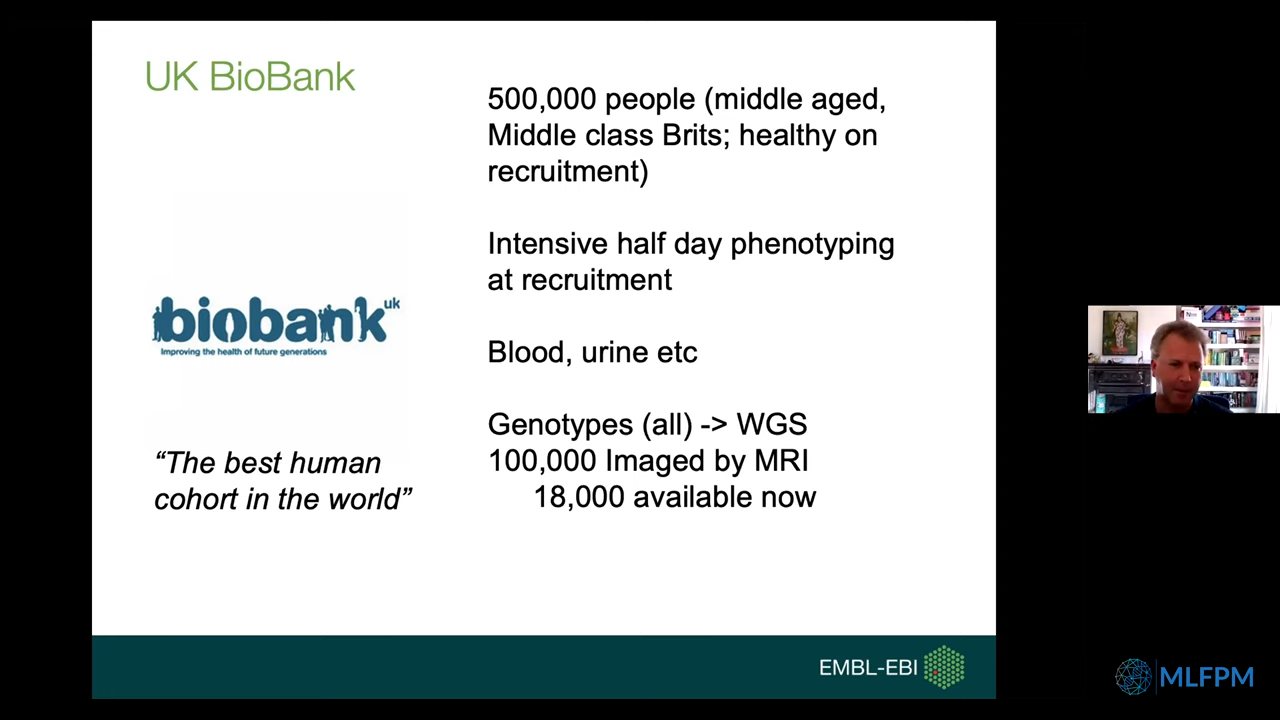 UK BioBank
500,000 people (middle aged,
Middle class Brits; healthy on
recruitment)
Intensive half day phenotyping
at recruitment
Blood, urine etc
Genotypes (all) -> WGS
100,000 Imaged by MRI
18,000 available now
biobank uk
Improving the health of future generations
“The best human
cohort in the world”
EMBL-EBI
MLFPM